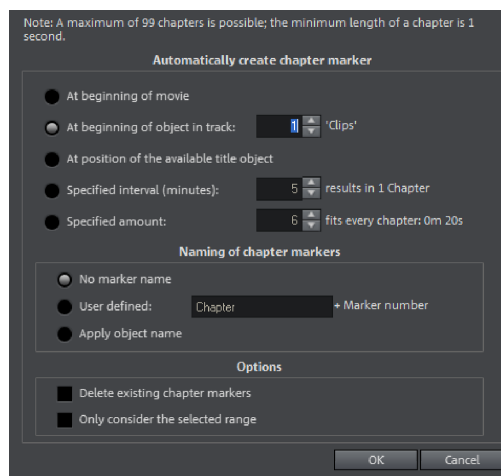 Note: A maximum of 99 chapters is possible; the minimum length of a chapter is 1
second.
Automatically create chapter marker
At beginning of movie
At beginning of object in track: 1 'Clips'
At position of the available title object
Specified interval (minutes): 5 results in 1 Chapter
Specified amount: 6 fits every chapter: 0m 20s
Naming of chapter markers
No marker name
User defined: Chapter + Marker number
Apply object name
Options
Delete existing chapter markers
Only consider the selected range
OK Cancel